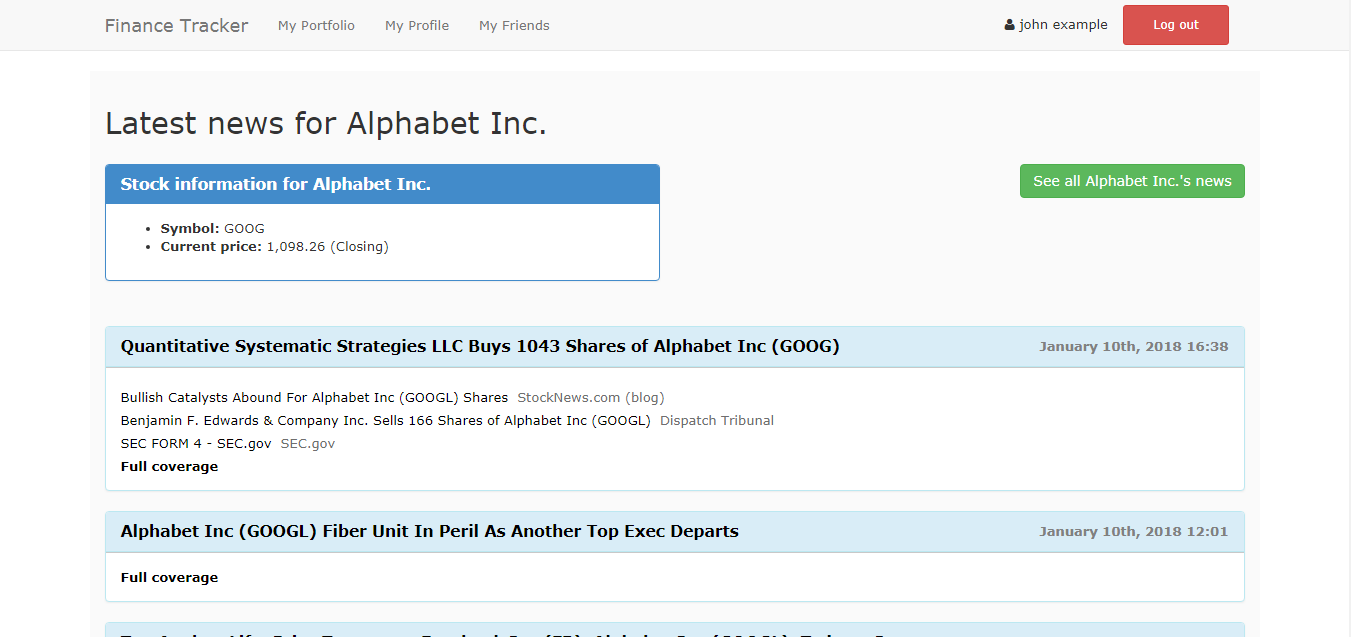 Finance Tracker My Portfolio My Profile My Friends john example Log out
Latest news for Alphabet Inc.
Stock information for Alphabet Inc.
See all Alphabet Inc.'s news
• Symbol: GOOG
• Current price: 1,098.26 (Closing)
Quantitative Systematic Strategies LLC Buys 1043 Shares of Alphabet Inc (GOOG) January 10th, 2018 16:38
Bullish Catalysts Abound For Alphabet Inc (GOOGL) Shares StockNews.com (blog)
Benjamin F. Edwards & Company Inc. Sells 166 Shares of Alphabet Inc (GOOGL) Dispatch Tribunal
SEC FORM 4 - SEC.gov SEC.gov
Full coverage
Alphabet Inc (GOOGL) Fiber Unit In Peril As Another Top Exec Departs January 10th, 2018 12:01
Full coverage